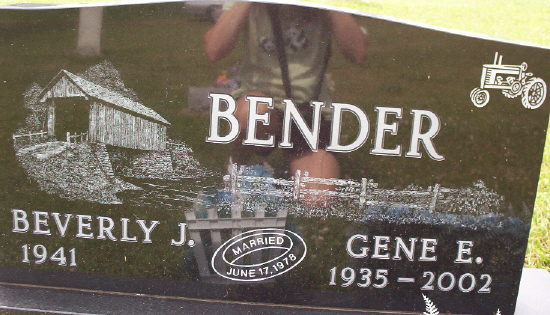 BENDER
BEVERLY J.
1941
MARRIED
JUNE 17, 1978
GENE E.
1935 – 2002